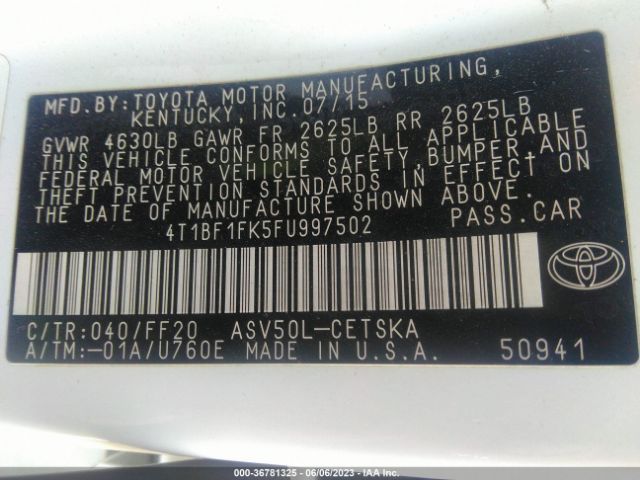 MFD. BY: TOYOTA MOTOR MANUFACTURING,
KENTUCKY, INC. 07/15
GVWR 4630LB GAWR FR 2625LB RR 2625LB
THIS VEHICLE CONFORMS TO ALL APPLICABLE
FEDERAL MOTOR VEHICLE SAFETY, BUMPER, AND
THEFT PREVENTION STANDARDS IN EFFECT ON
THE DATE OF MANUFACTURE SHOWN ABOVE.
4T1BF1FK5FU997502 PASS. CAR
C/TR: 040/FF20 ASV50L-CETSKA
A/TM: -01A/U760E MADE IN U.S.A. 50941
000-36781325 - 06/06/2023 - IAA Inc.